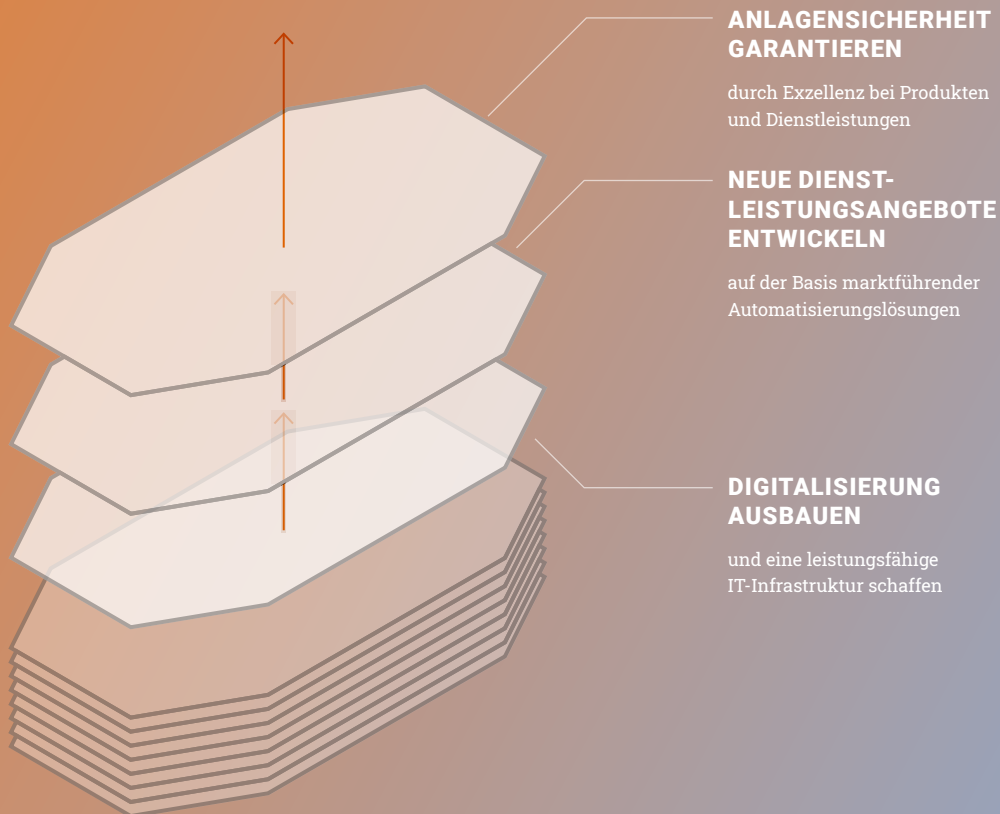 ANLAGENSICHERHEIT
GARANTIEREN
durch Exzellenz bei Produkten
und Dienstleistungen
NEUE DIENST-
LEISTUNGSANGEBOTE
ENTWICKELN
auf der Basis marktführender
Automatisierungslösungen
DIGITALISIERUNG
AUSBAUEN
und eine leistungsfähige
IT-Infrastruktur schaffen